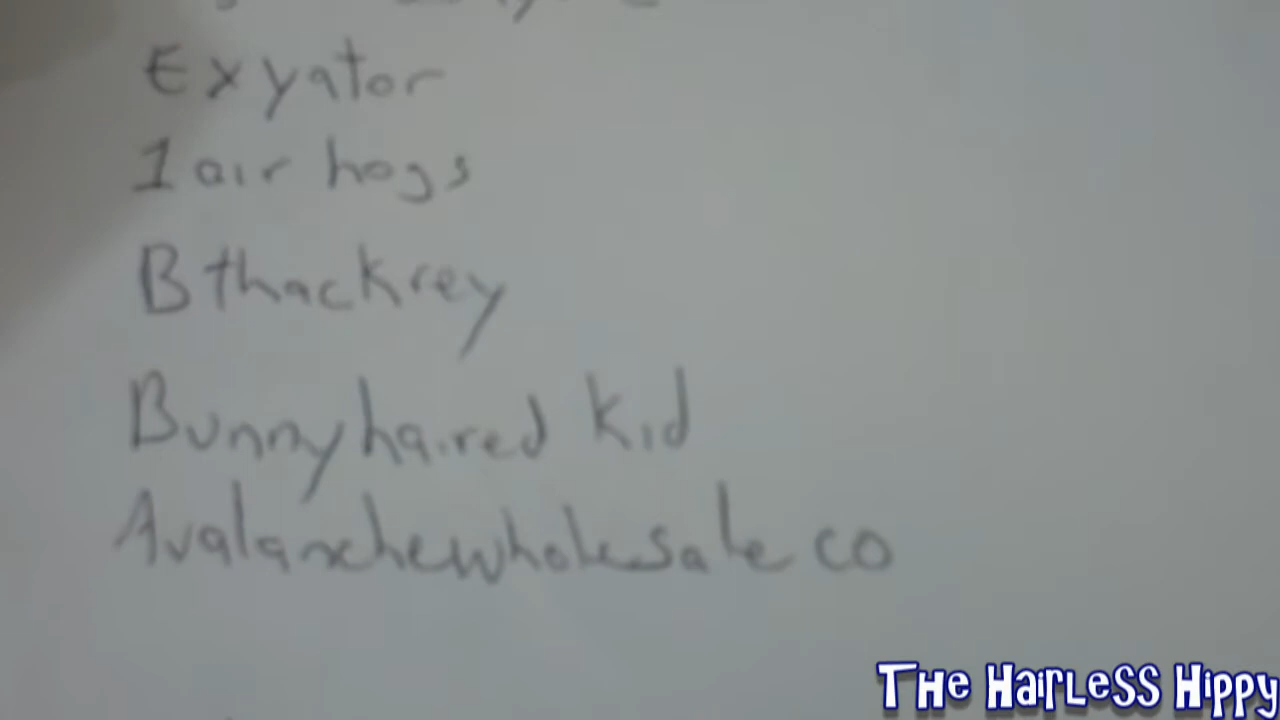 Exyator
1air hogs
Bthackrey
Bunnyhaired kid
Avalanchewholesale co
The Hairless Hippy